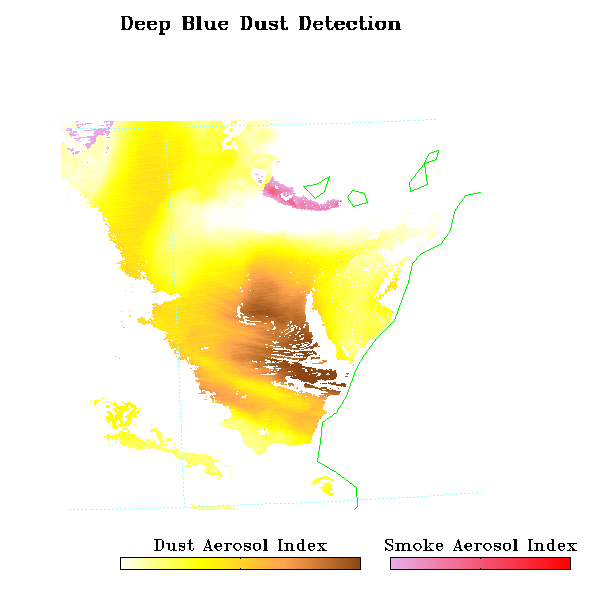 Deep Blue Dust Detection
Dust Aerosol Index
Smoke Aerosol Index